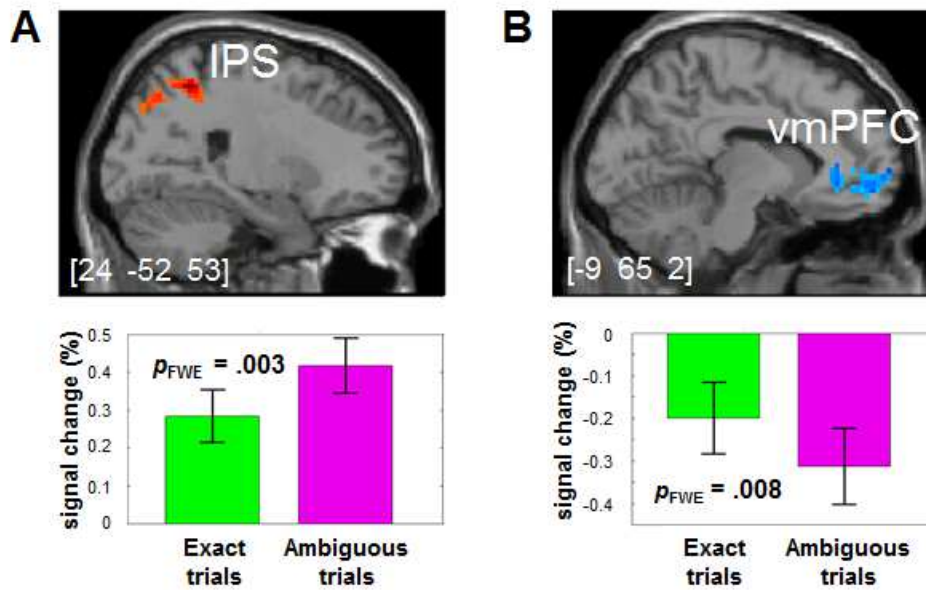 A
IPS
[24 -52 53]
signal change (%)
0.5
0.4
0.3
0.2
0.1
0
pFWE = .003
Exact trials
Ambiguous trials
B
vmPFC
[-9 65 2]
signal change (%)
0
-0.1
-0.2
-0.3
-0.4
pFWE = .008
Exact trials
Ambiguous trials